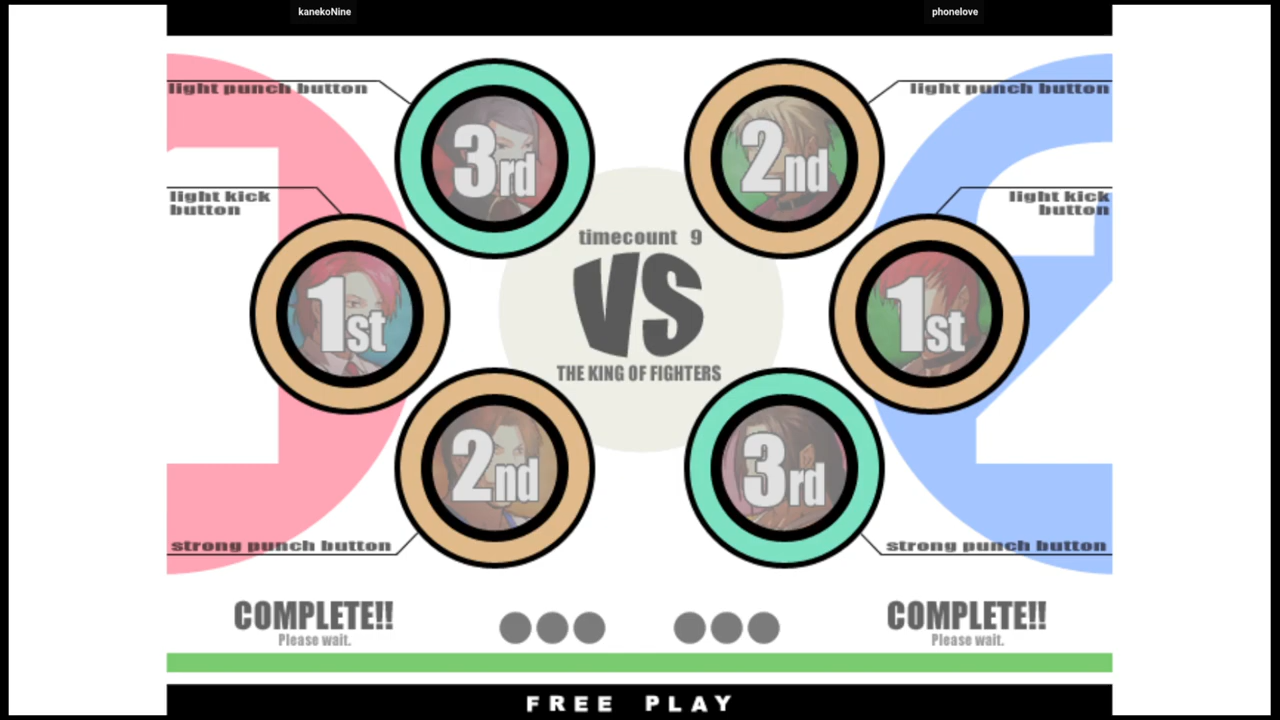 kanekoNine
phonelove
light punch button
3rd
2nd
light punch button
light kick
button
light kick
button
timecount 9
1st
VS
1st
THE KING OF FIGHTERS
2nd
3rd
strong punch button
strong punch button
COMPLETE!!
Please wait.
COMPLETE!!
Please wait.
FREE PLAY